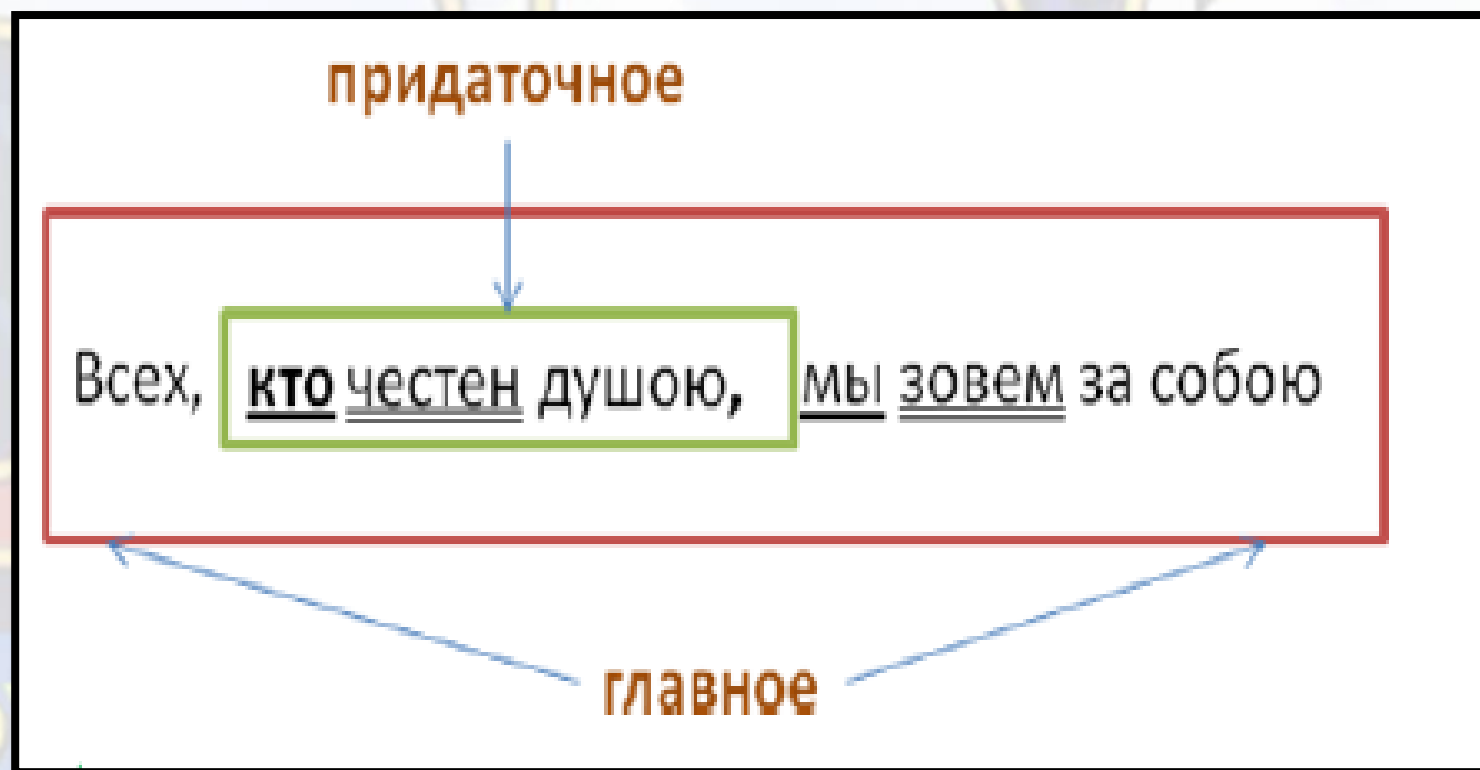 придаточное
Всех, кто честен душою, мы зовем за собою
главное